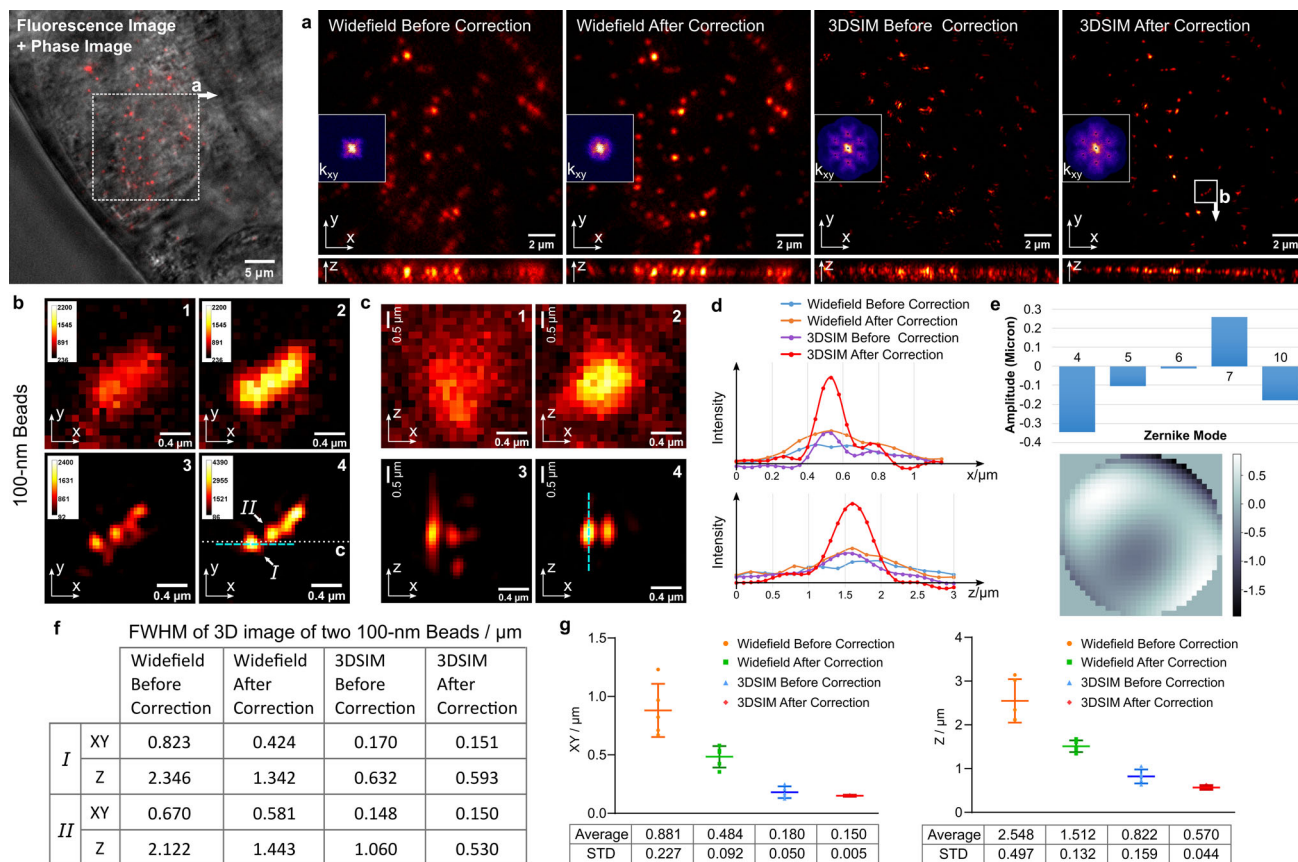 Fluorescence Image
+ Phase Image
a
5 µm
a
Widefield Before Correction
Widefield After Correction
3DSIM Before Correction
3DSIM After Correction
kxy
kxy
kxy
kxy
b
y
x
2 µm
y
x
2 µm
y
x
2 µm
y
x
2 µm
z
z
z
z
b
100-nm Beads
2200
1545
891
236
1
y
x
0.4 µm
2200
1545
891
236
2
y
x
0.4 µm
2400
1631
861
92
3
y
x
0.4 µm
4390
2955
1521
86
4
II
I
c
y
x
0.4 µm
c
0.5 µm
1
z
x
0.4 µm
0.5 µm
2
z
x
0.4 µm
0.5 µm
3
z
x
0.4 µm
0.5 µm
4
z
x
0.4 µm
d
Widefield Before Correction
Widefield After Correction
3DSIM Before Correction
3DSIM After Correction
Intensity
0 0.2 0.4 0.6 0.8 1 x/µm
Intensity
0 0.5 1 1.5 2 2.5 3 z/µm
e
Amplitude (Micron)
0.3
0.2
0.1
0
-0.1
-0.2
-0.3
-0.4
4 5 6 7 10
Zernike Mode
0.5
0.0
-0.5
-1.0
-1.5
f
FWHM of 3D image of two 100-nm Beads / µm
Widefield Before Correction
Widefield After Correction
3DSIM Before Correction
3DSIM After Correction
I XY 0.823 0.424 0.170 0.151
Z 2.346 1.342 0.632 0.593
II XY 0.670 0.581 0.148 0.150
Z 2.122 1.443 1.060 0.530
g
XY / µm
1.5
1.0
0.5
0.0
Widefield Before Correction
Widefield After Correction
3DSIM Before Correction
3DSIM After Correction
Average 0.881 0.484 0.180 0.150
STD 0.227 0.092 0.050 0.005
Z / µm
4
3
2
1
0
Widefield Before Correction
Widefield After Correction
3DSIM Before Correction
3DSIM After Correction
Average 2.548 1.512 0.822 0.570
STD 0.497 0.132 0.159 0.044